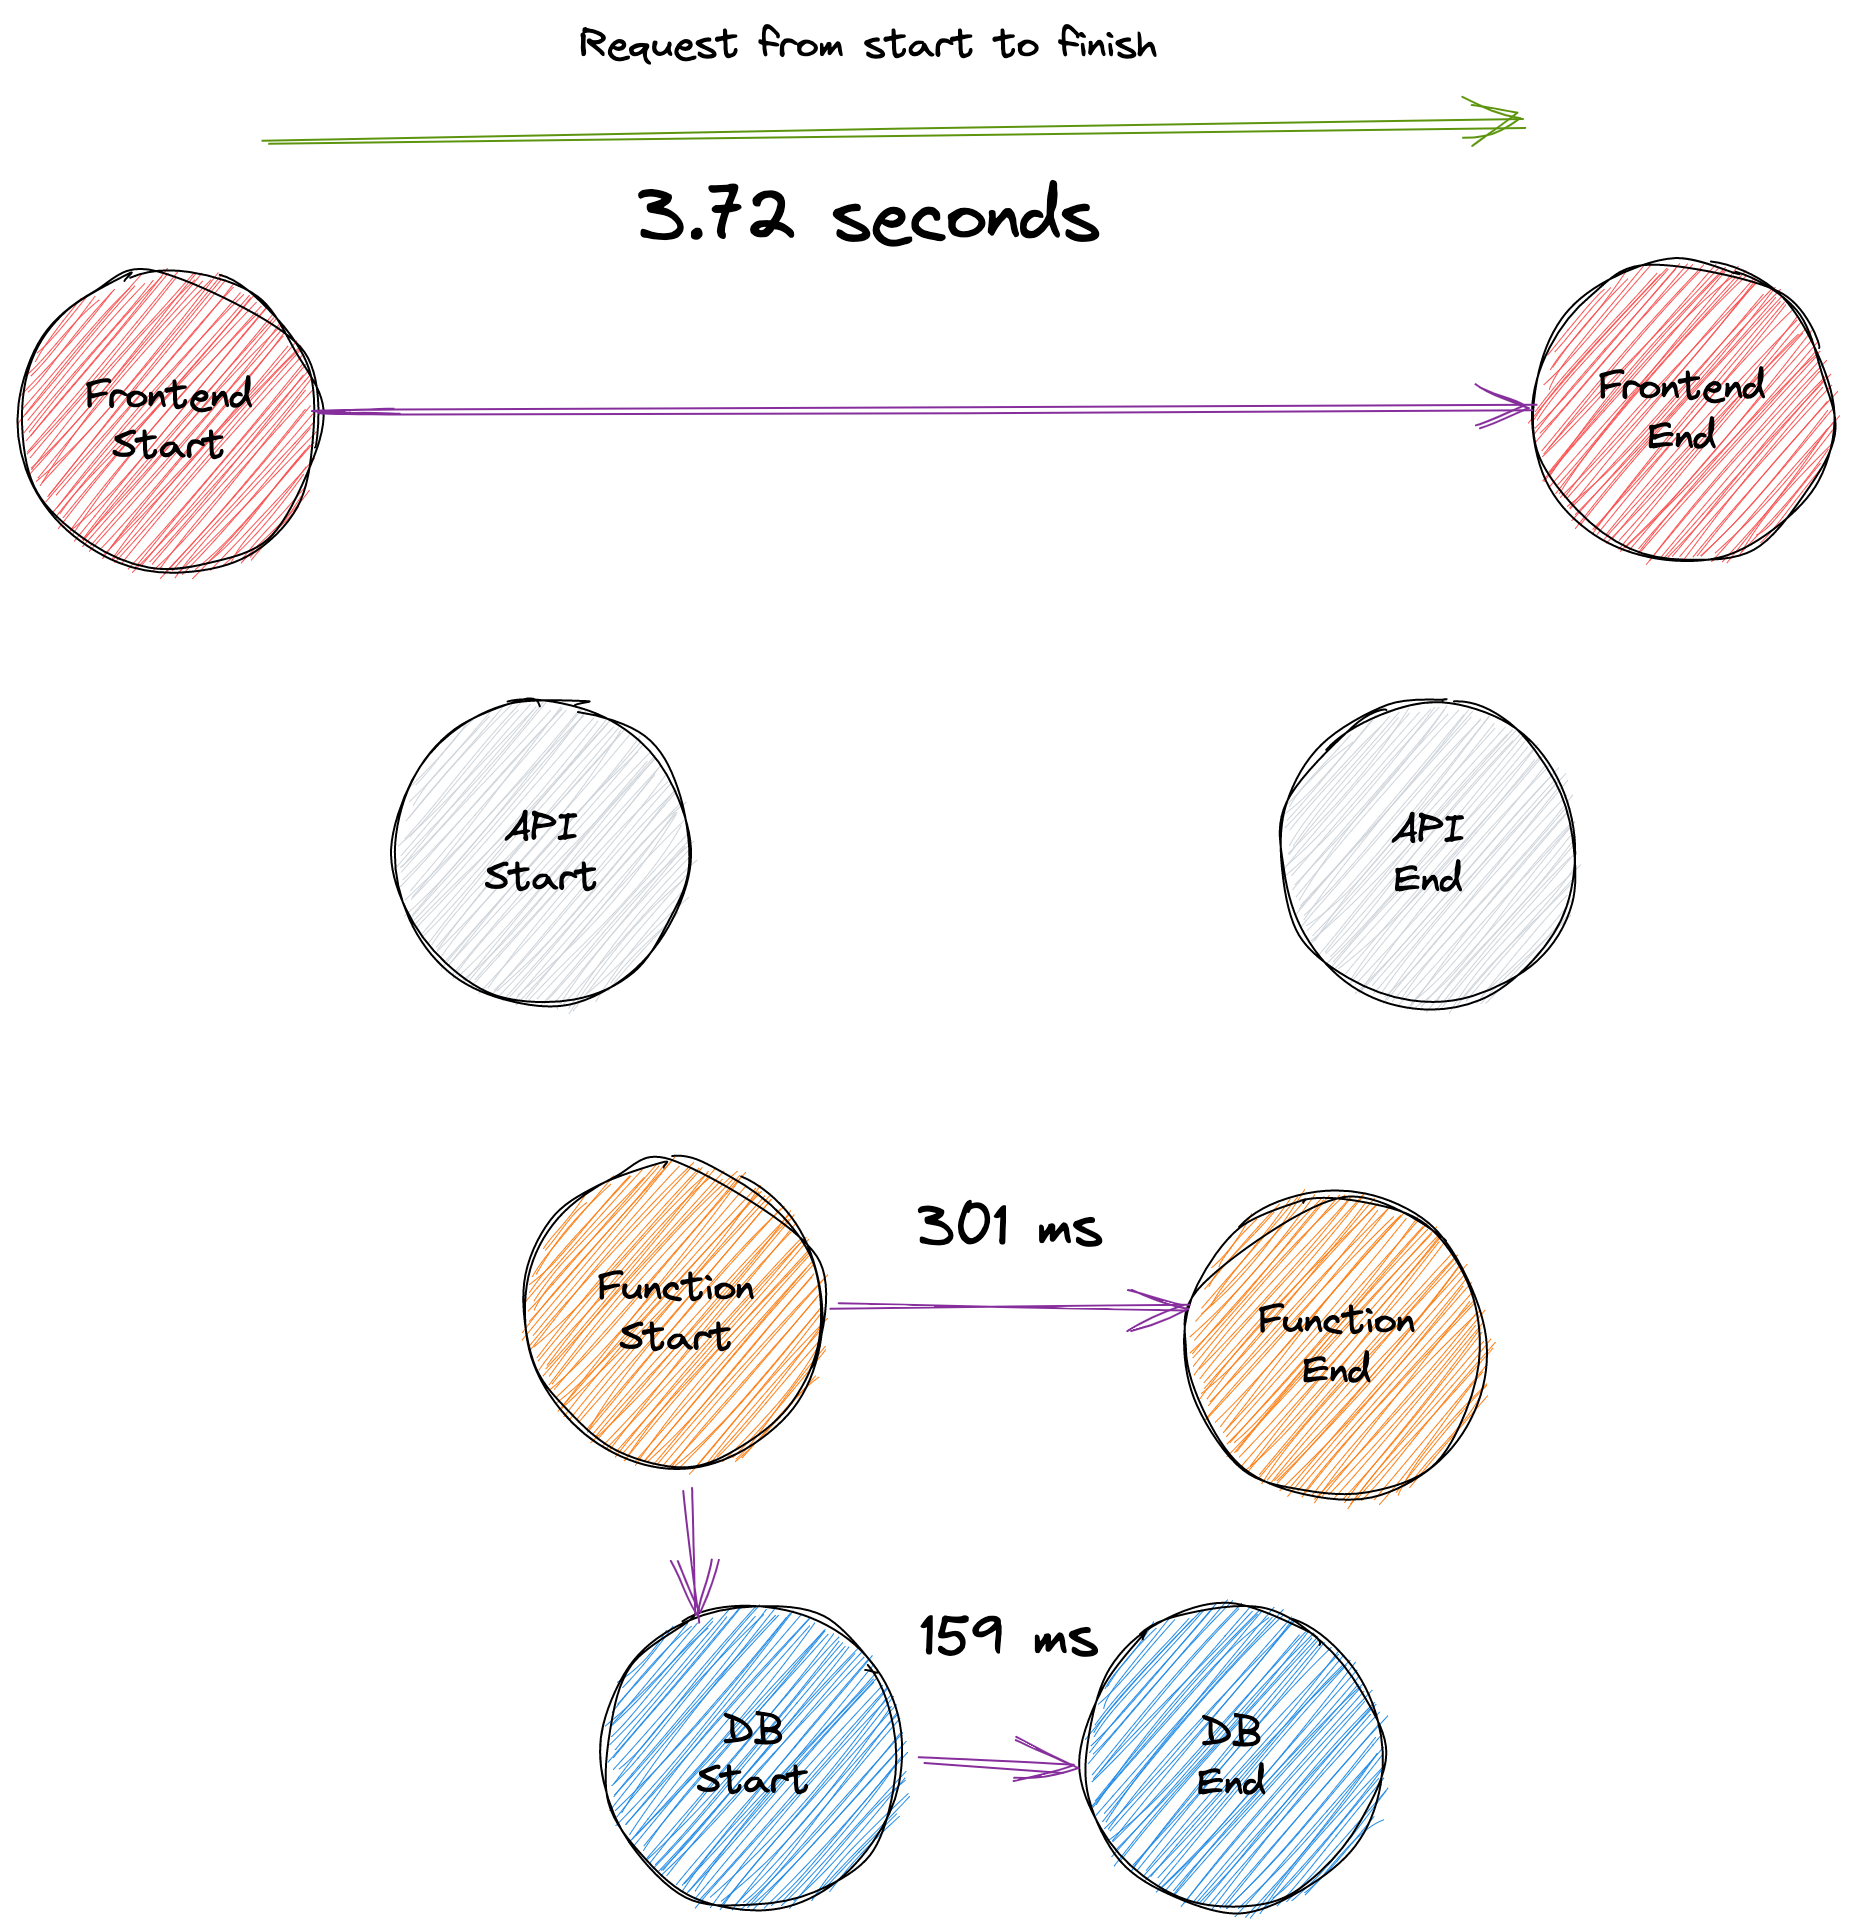 Request from start to finish
3.72 seconds
Frontend
Start
Frontend
End
API
Start
API
End
Function
Start
301 ms
Function
End
DB
Start
159 ms
DB
End